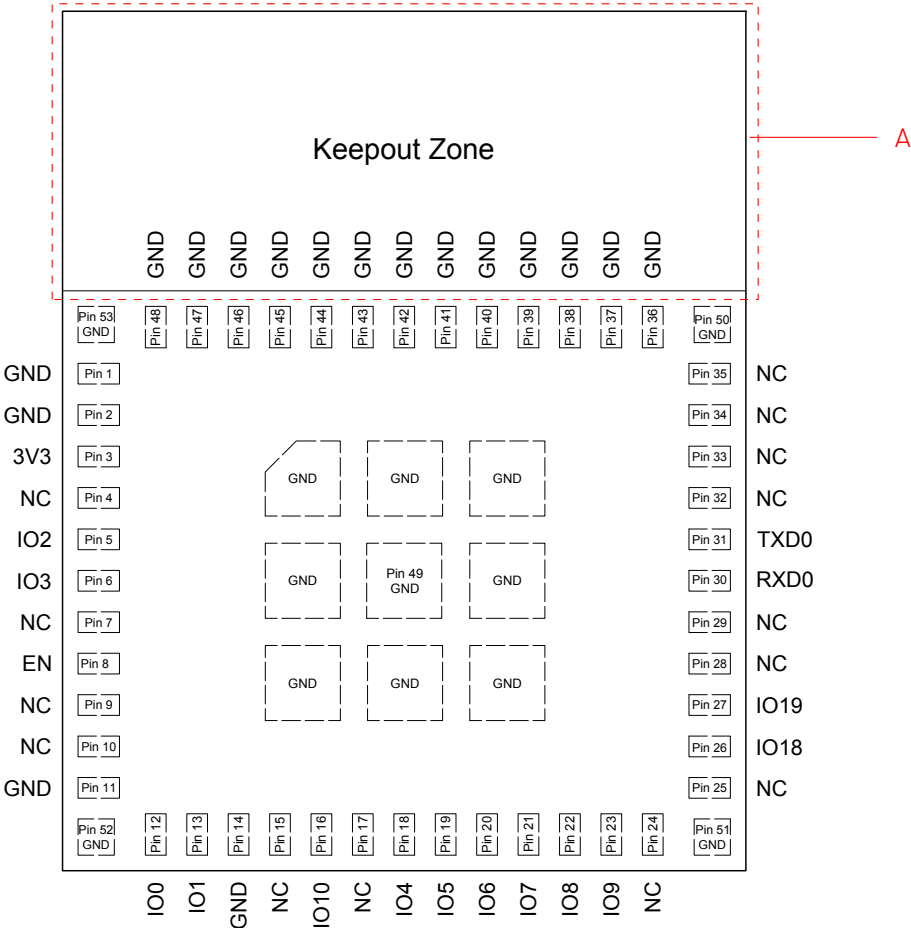 A
Keepout Zone
GND GND GND GND GND GND GND GND GND GND GND GND GND
Pin 53 GND
Pin 48 Pin 47 Pin 46 Pin 45 Pin 44 Pin 43 Pin 42 Pin 41 Pin 40 Pin 39 Pin 38 Pin 37 Pin 36
Pin 50 GND
GND Pin 1 Pin 35 NC
GND Pin 2 Pin 34 NC
3V3 Pin 3 Pin 33 NC
GND GND GND
NC Pin 4 Pin 32 NC
IO2 Pin 5 Pin 31 TXD0
IO3 Pin 6 Pin 30 RXD0
GND Pin 49 GND GND
NC Pin 7 Pin 29 NC
EN Pin 8 Pin 28 NC
GND GND GND
NC Pin 9 Pin 27 IO19
NC Pin 10 Pin 26 IO18
GND Pin 11 Pin 25 NC
Pin 52 GND
Pin 12 Pin 13 Pin 14 Pin 15 Pin 16 Pin 17 Pin 18 Pin 19 Pin 20 Pin 21 Pin 22 Pin 23 Pin 24
Pin 51 GND
IO0 IO1 GND NC IO10 NC IO4 IO5 IO6 IO7 IO8 IO9 NC